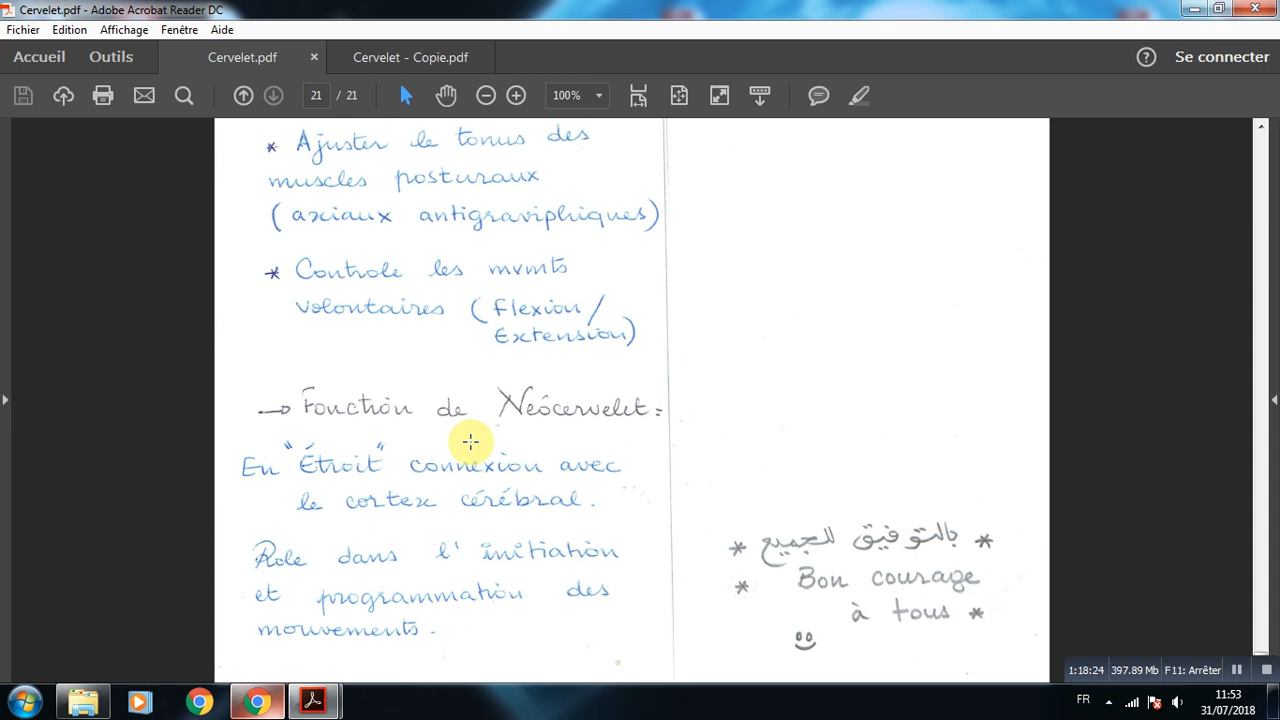 Cervelet.pdf - Adobe Acrobat Reader DC
Fichier Edition Affichage Fenêtre Aide
Accueil Outils Cervelet.pdf × Cervelet - Copie.pdf ? Se connecter
21 / 21 100%
* Ajuster le tonus des
muscles posturaux
(axiaux antigraviphiques)
* Controle les mvmts
volontaires (Flexion/
Extension)
→ Fonction de Néocervelet:
En "Étroit" connexion avec
le cortex cérébral.
Role dans l'initiation
et programmation des
mouvements.
* بالتوفيق للجميع *
* Bon courage
à tous *
1:18:24 397.89 Mb F11: Arrêter
FR 11:53
31/07/2018